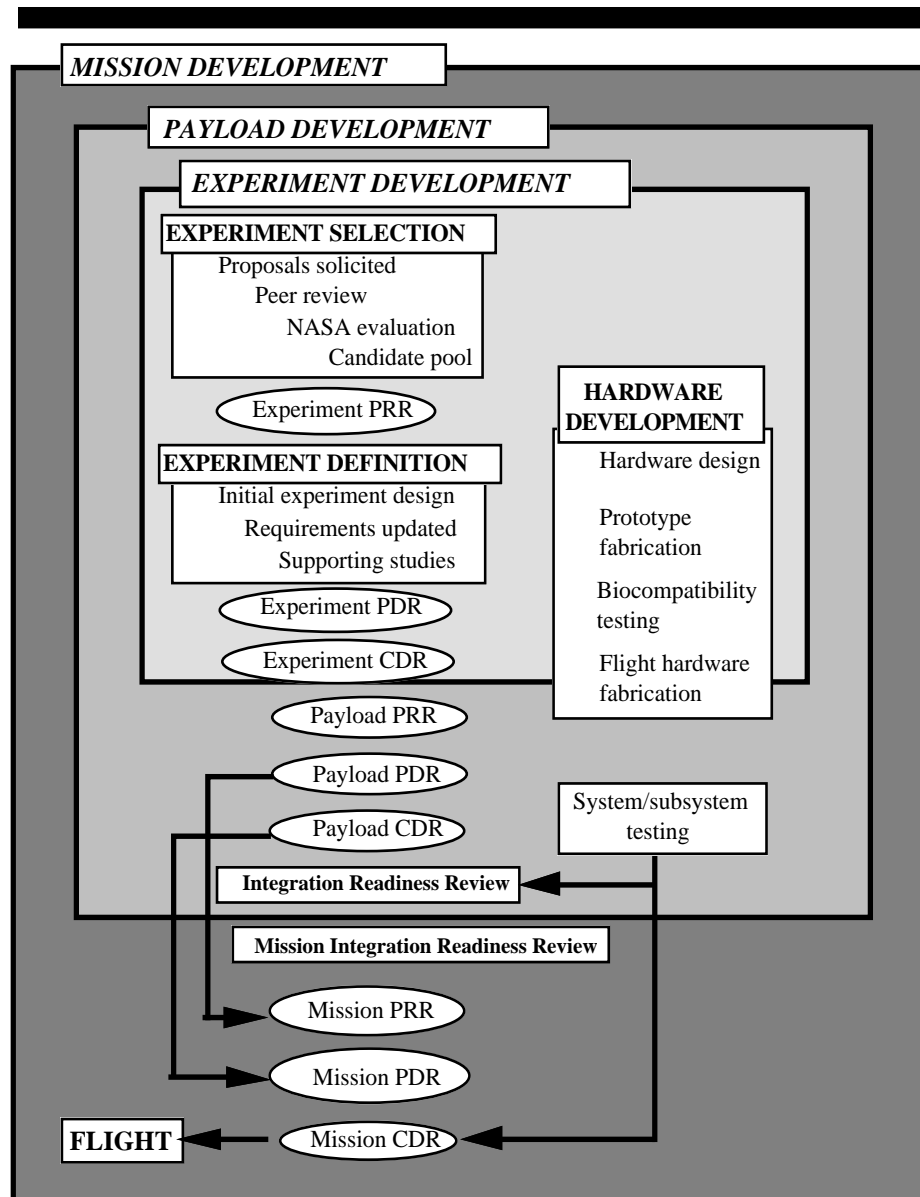 MISSION DEVELOPMENT
PAYLOAD DEVELOPMENT
EXPERIMENT DEVELOPMENT
EXPERIMENT SELECTION
Proposals solicited
Peer review
NASA evaluation
Candidate pool
Experiment PRR
EXPERIMENT DEFINITION
Initial experiment design
Requirements updated
Supporting studies
Experiment PDR
Experiment CDR
HARDWARE
DEVELOPMENT
Hardware design
Prototype
fabrication
Biocompatibility
testing
Flight hardware
fabrication
Payload PRR
Payload PDR
Payload CDR
System/subsystem
testing
Integration Readiness Review
Mission Integration Readiness Review
Mission PRR
Mission PDR
Mission CDR
FLIGHT